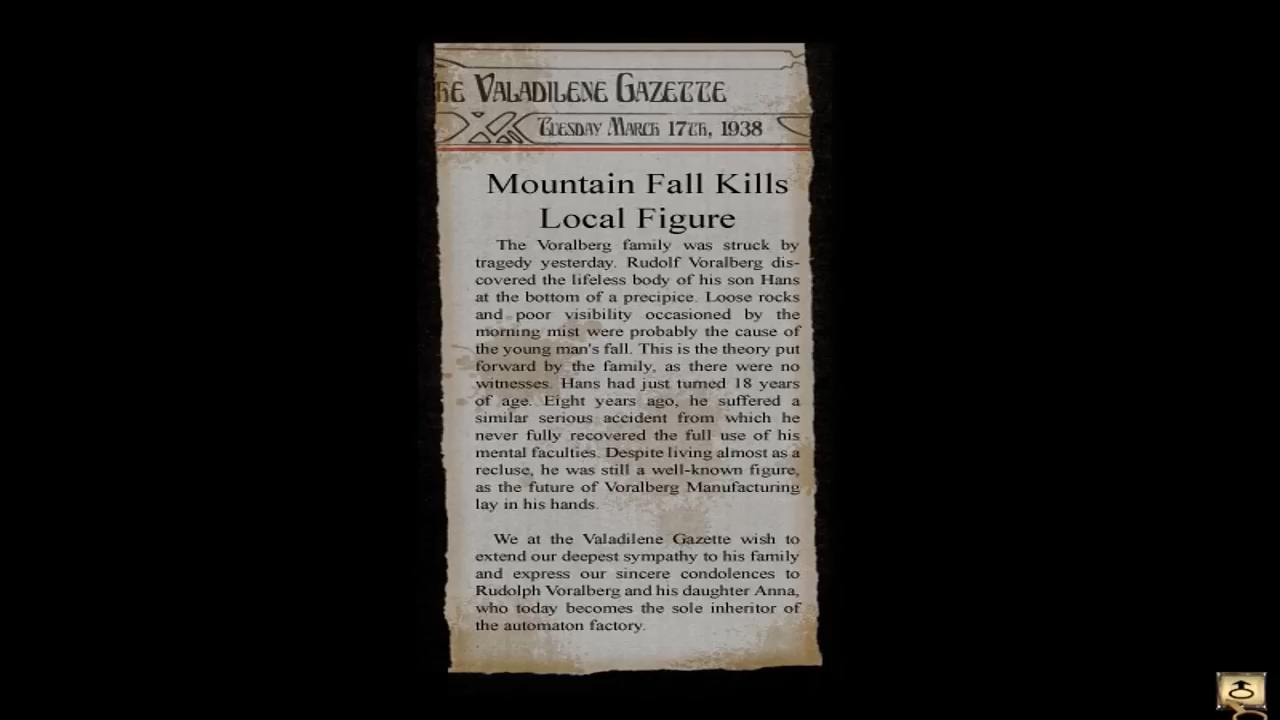 HE VALADILENE GAZETTE
TUESDAY MARCH 17TH, 1938
Mountain Fall Kills
Local Figure
The Voralberg family was struck by
tragedy yesterday. Rudolf Voralberg dis-
covered the lifeless body of his son Hans
at the bottom of a precipice. Loose rocks
and poor visibility occasioned by the
morning mist were probably the cause of
the young man's fall. This is the theory put
forward by the family, as there were no
witnesses. Hans had just turned 18 years
of age. Eight years ago, he suffered a
similar serious accident from which he
never fully recovered the full use of his
mental faculties. Despite living almost as a
recluse, he was still a well-known figure,
as the future of Voralberg Manufacturing
lay in his hands.
We at the Valadilene Gazette wish to
extend our deepest sympathy to his family
and express our sincere condolences to
Rudolph Voralberg and his daughter Anna,
who today becomes the sole inheritor of
the automaton factory.